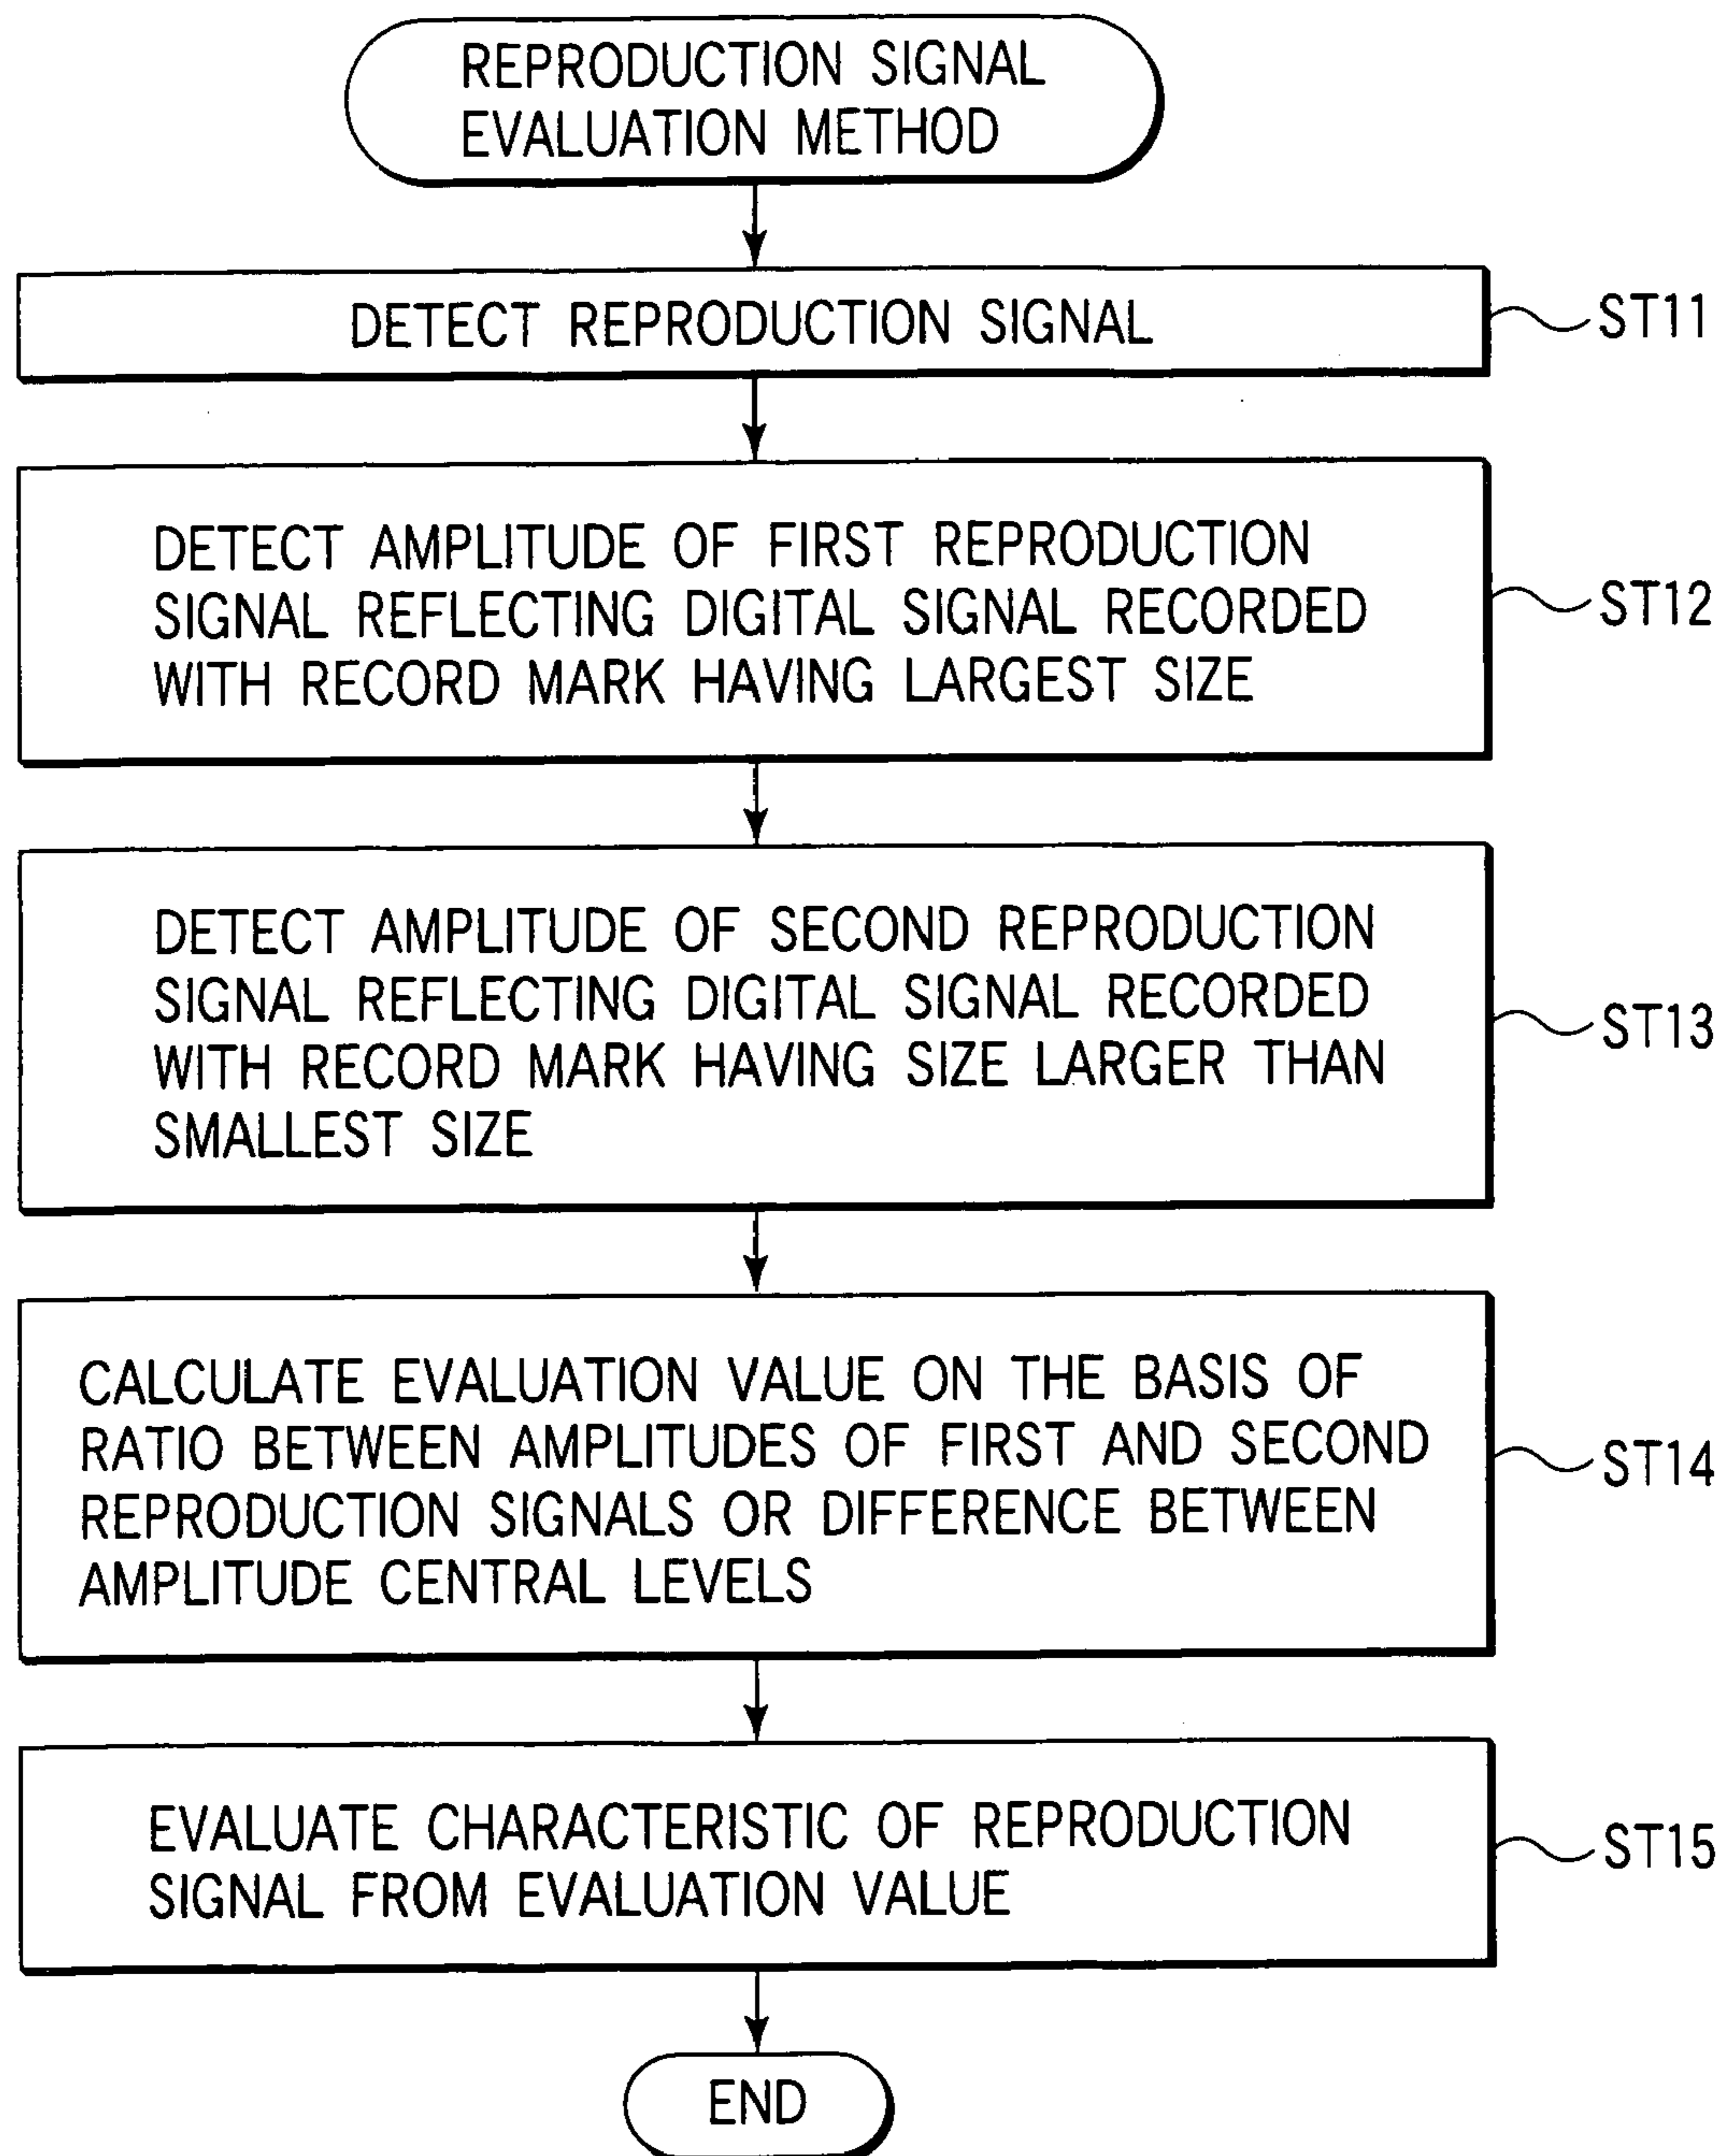 REPRODUCTION SIGNAL
EVALUATION METHOD
DETECT REPRODUCTION SIGNAL
ST11
DETECT AMPLITUDE OF FIRST REPRODUCTION
SIGNAL REFLECTING DIGITAL SIGNAL RECORDED
WITH RECORD MARK HAVING LARGEST SIZE
ST12
DETECT AMPLITUDE OF SECOND REPRODUCTION
SIGNAL REFLECTING DIGITAL SIGNAL RECORDED
WITH RECORD MARK HAVING SIZE LARGER THAN
SMALLEST SIZE
ST13
CALCULATE EVALUATION VALUE ON THE BASIS OF
RATIO BETWEEN AMPLITUDES OF FIRST AND SECOND
REPRODUCTION SIGNALS OR DIFFERENCE BETWEEN
AMPLITUDE CENTRAL LEVELS
ST14
EVALUATE CHARACTERISTIC OF REPRODUCTION
SIGNAL FROM EVALUATION VALUE
ST15
END